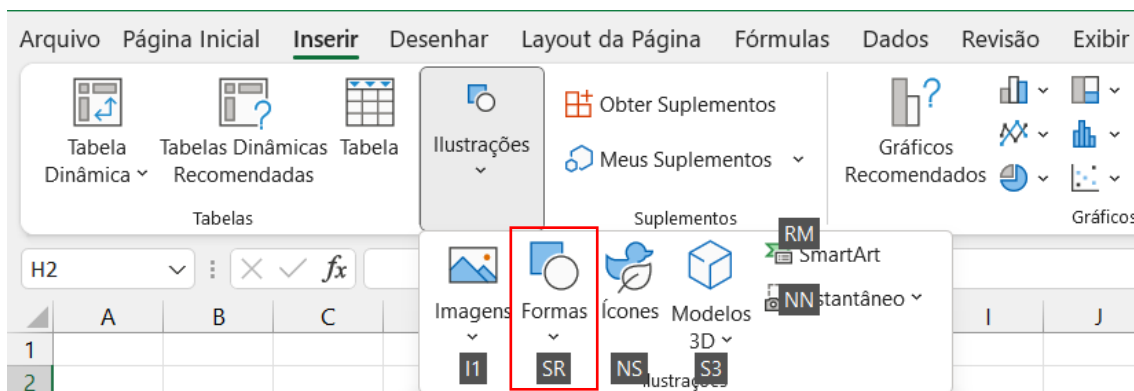 Arquivo Página Inicial Inserir Desenhar Layout da Página Fórmulas Dados Revisão Exibir
Tabela Dinâmica
Tabelas Dinâmicas Recomendadas
Tabela
Tabelas
Ilustrações
Obter Suplementos
Meus Suplementos
Suplementos
Gráficos Recomendados
Gráficos
H2
fx
Imagens
I1
Formas
SR
Ícones
NS
Modelos 3D
S3
RM
SmartArt
NN
stantâneo
Ilustrações
A B C I J
1
2